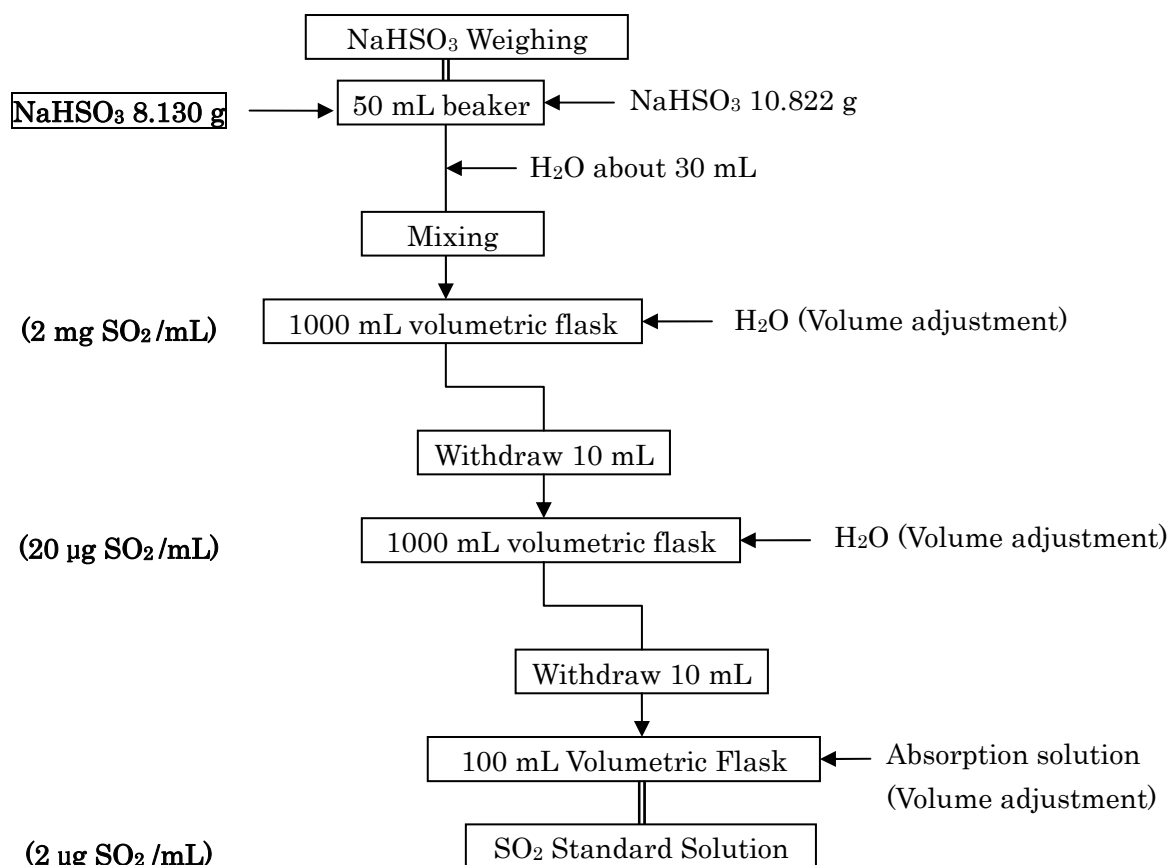 NaHSO₃ Weighing
NaHSO₃ 8.130 g
50 mL beaker
NaHSO₃ 10.822 g
H₂O about 30 mL
Mixing
(2 mg SO₂ /mL)
1000 mL volumetric flask
H₂O (Volume adjustment)
Withdraw 10 mL
(20 µg SO₂ /mL)
1000 mL volumetric flask
H₂O (Volume adjustment)
Withdraw 10 mL
100 mL Volumetric Flask
Absorption solution
(Volume adjustment)
(2 µg SO₂ /mL)
SO₂ Standard Solution